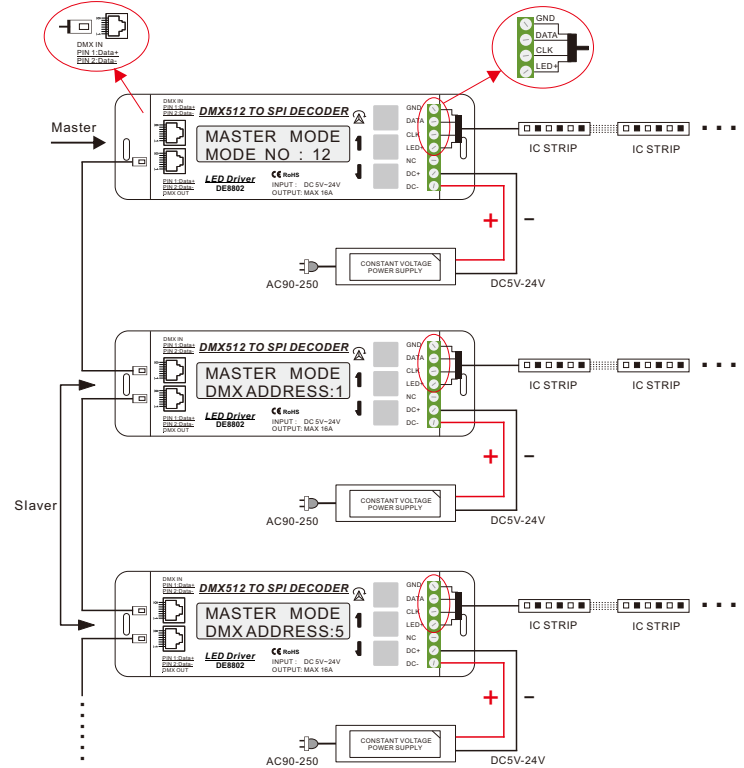 DMX IN
PIN 1:Data+
PIN 2:Data-
GND
DATA
CLK
LED+
Master
DMX IN
PIN 1:Data+
PIN 2:Data-
DMX512 TO SPI DECODER
MASTER MODE
MODE NO : 12
PIN 1:Data+
PIN 2:Data-
DMX OUT
LED Driver
DE8802
CE RoHS
INPUT : DC 5V~24V
OUTPUT: MAX 16A
GND
DATA
CLK
LED+
NC
DC+
DC-
IC STRIP
IC STRIP
+
−
CONSTANT VOLTAGE
POWER SUPPLY
AC90-250
DC5V-24V
Slaver
DMX IN
PIN 1:Data+
PIN 2:Data-
DMX512 TO SPI DECODER
MASTER MODE
DMX ADDRESS:1
PIN 1:Data+
PIN 2:Data-
DMX OUT
LED Driver
DE8802
CE RoHS
INPUT : DC 5V~24V
OUTPUT: MAX 16A
GND
DATA
CLK
LED+
NC
DC+
DC-
IC STRIP
IC STRIP
+
−
CONSTANT VOLTAGE
POWER SUPPLY
AC90-250
DC5V-24V
DMX IN
PIN 1:Data+
PIN 2:Data-
DMX512 TO SPI DECODER
MASTER MODE
DMX ADDRESS:5
PIN 1:Data+
PIN 2:Data-
DMX OUT
LED Driver
DE8802
CE RoHS
INPUT : DC 5V~24V
OUTPUT: MAX 16A
GND
DATA
CLK
LED+
NC
DC+
DC-
IC STRIP
IC STRIP
+
−
CONSTANT VOLTAGE
POWER SUPPLY
AC90-250
DC5V-24V